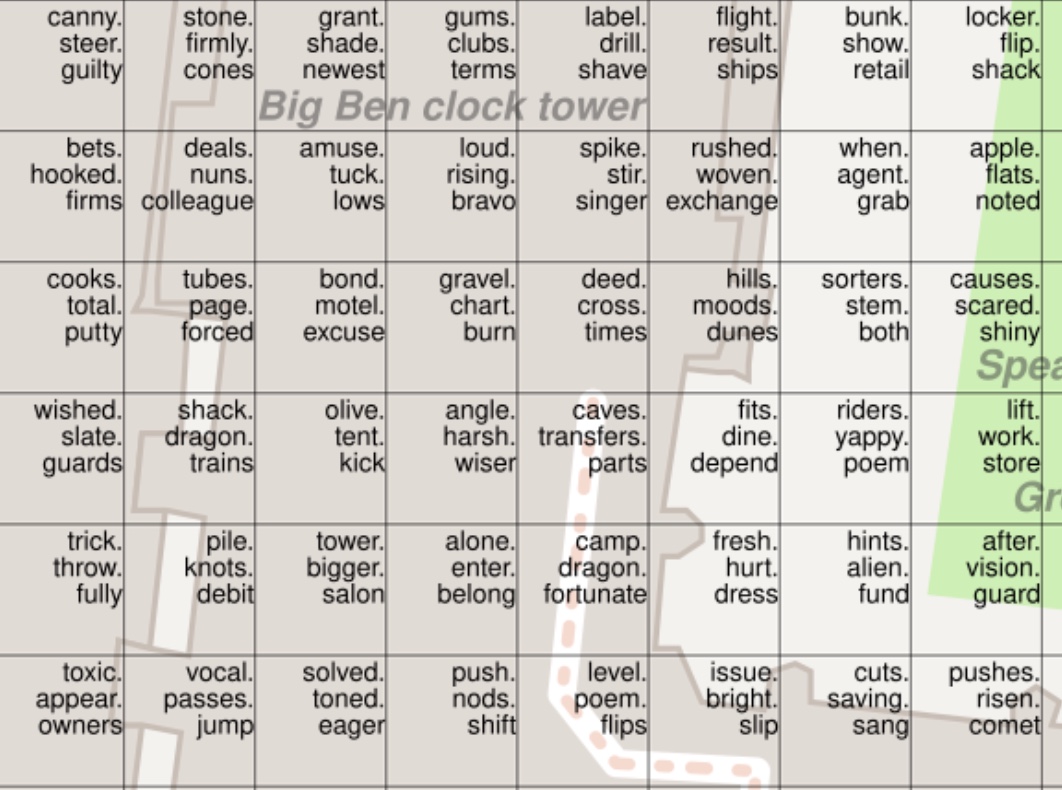 canny. stone. grant. gums. label. flight. bunk. locker.
steer. firmly. shade. clubs. drill. result. show. flip.
guilty cones newest terms shave ships retail shack
Big Ben clock tower
bets. deals. amuse. loud. spike. rushed. when. apple.
hooked. nuns. tuck. rising. stir. woven. agent. flats.
firms colleague lows bravo singer exchange grab noted
cooks. tubes. bond. gravel. deed. hills. sorters. causes.
total. page. motel. chart. cross. moods. stem. scared.
putty forced excuse burn times dunes both shiny
Spea
wished. shack. olive. angle. caves. fits. riders. lift.
slate. dragon. tent. harsh. transfers. dine. yappy. work.
guards trains kick wiser parts depend poem store
Gr
trick. pile. tower. alone. camp. fresh. hints. after.
throw. knots. bigger. enter. dragon. hurt. alien. vision.
fully debit salon belong fortunate dress fund guard
toxic. vocal. solved. push. level. issue. cuts. pushes.
appear. passes. toned. nods. poem. bright. saving. risen.
owners jump eager shift flips slip sang comet